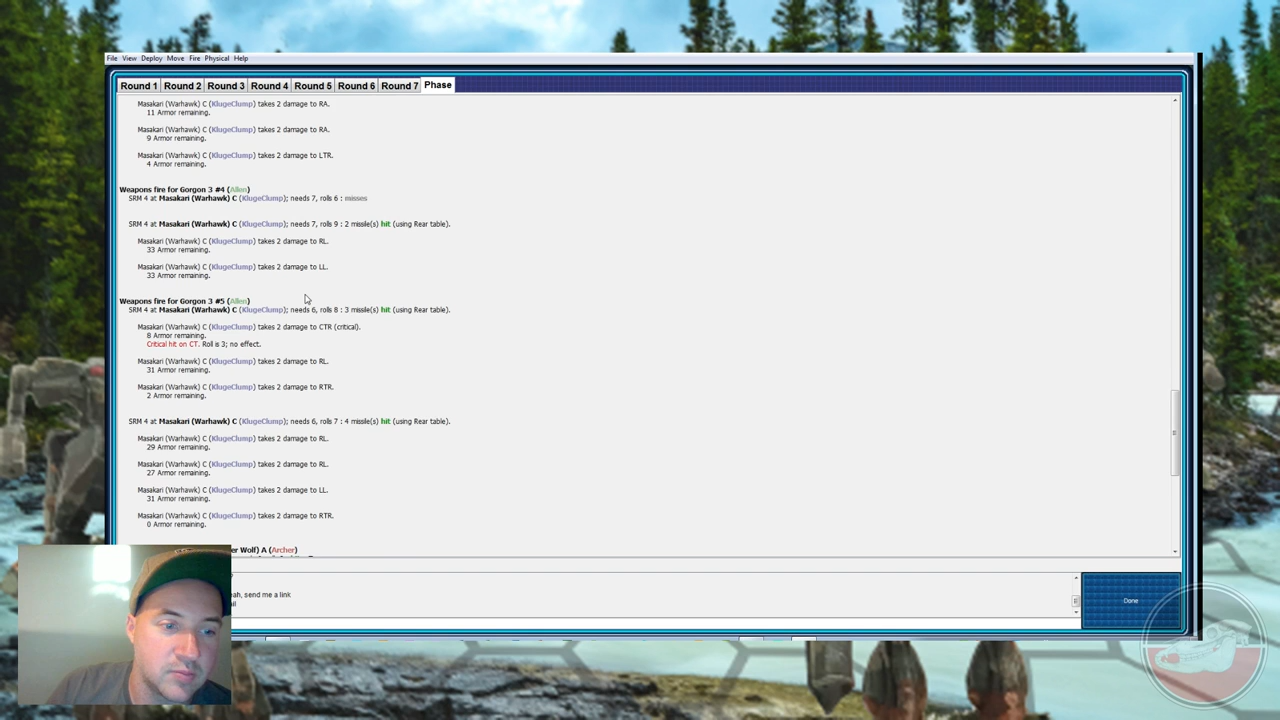 File View Deploy Move Fire Physical Help
Round 1 Round 2 Round 3 Round 4 Round 5 Round 6 Round 7 Phase
Masakari (Warhawk) C (KlugeClump) takes 2 damage to RA.
11 Armor remaining.
Masakari (Warhawk) C (KlugeClump) takes 2 damage to RA.
9 Armor remaining.
Masakari (Warhawk) C (KlugeClump) takes 2 damage to LTR.
4 Armor remaining.
Weapons fire for Gorgon 3 #4 (Allen)
SRM 4 at Masakari (Warhawk) C (KlugeClump); needs 7, rolls 6 : misses
SRM 4 at Masakari (Warhawk) C (KlugeClump); needs 7, rolls 9 : 2 missile(s) hit (using Rear table).
Masakari (Warhawk) C (KlugeClump) takes 2 damage to RL.
33 Armor remaining.
Masakari (Warhawk) C (KlugeClump) takes 2 damage to LL.
33 Armor remaining.
Weapons fire for Gorgon 3 #5 (Allen)
SRM 4 at Masakari (Warhawk) C (KlugeClump); needs 6, rolls 8 : 3 missile(s) hit (using Rear table).
Masakari (Warhawk) C (KlugeClump) takes 2 damage to CTR (critical).
8 Armor remaining.
Critical hit on CT. Roll is 3; no effect.
Masakari (Warhawk) C (KlugeClump) takes 2 damage to RL.
31 Armor remaining.
Masakari (Warhawk) C (KlugeClump) takes 2 damage to RTR.
2 Armor remaining.
SRM 4 at Masakari (Warhawk) C (KlugeClump); needs 6, rolls 7 : 4 missile(s) hit (using Rear table).
Masakari (Warhawk) C (KlugeClump) takes 2 damage to RL.
29 Armor remaining.
Masakari (Warhawk) C (KlugeClump) takes 2 damage to RL.
27 Armor remaining.
Masakari (Warhawk) C (KlugeClump) takes 2 damage to LL.
31 Armor remaining.
Masakari (Warhawk) C (KlugeClump) takes 2 damage to RTR.
0 Armor remaining.
er Wolf) A (Archer)
eah, send me a link
Done